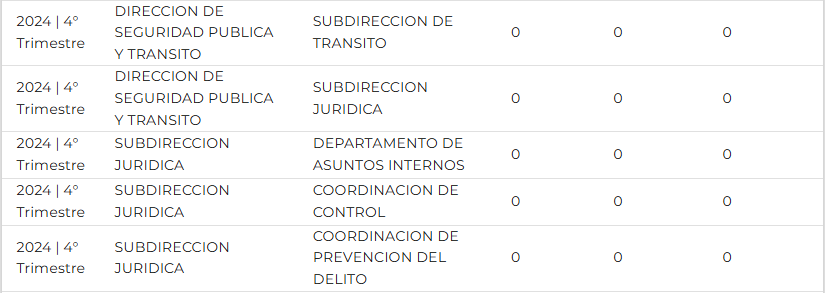 2024 | 4° Trimestre DIRECCION DE SEGURIDAD PUBLICA Y TRANSITO SUBDIRECCION DE TRANSITO 0 0 0
2024 | 4° Trimestre DIRECCION DE SEGURIDAD PUBLICA Y TRANSITO SUBDIRECCION JURIDICA 0 0 0
2024 | 4° Trimestre SUBDIRECCION JURIDICA DEPARTAMENTO DE ASUNTOS INTERNOS 0 0 0
2024 | 4° Trimestre SUBDIRECCION JURIDICA COORDINACION DE CONTROL 0 0 0
2024 | 4° Trimestre SUBDIRECCION JURIDICA COORDINACION DE PREVENCION DEL DELITO 0 0 0